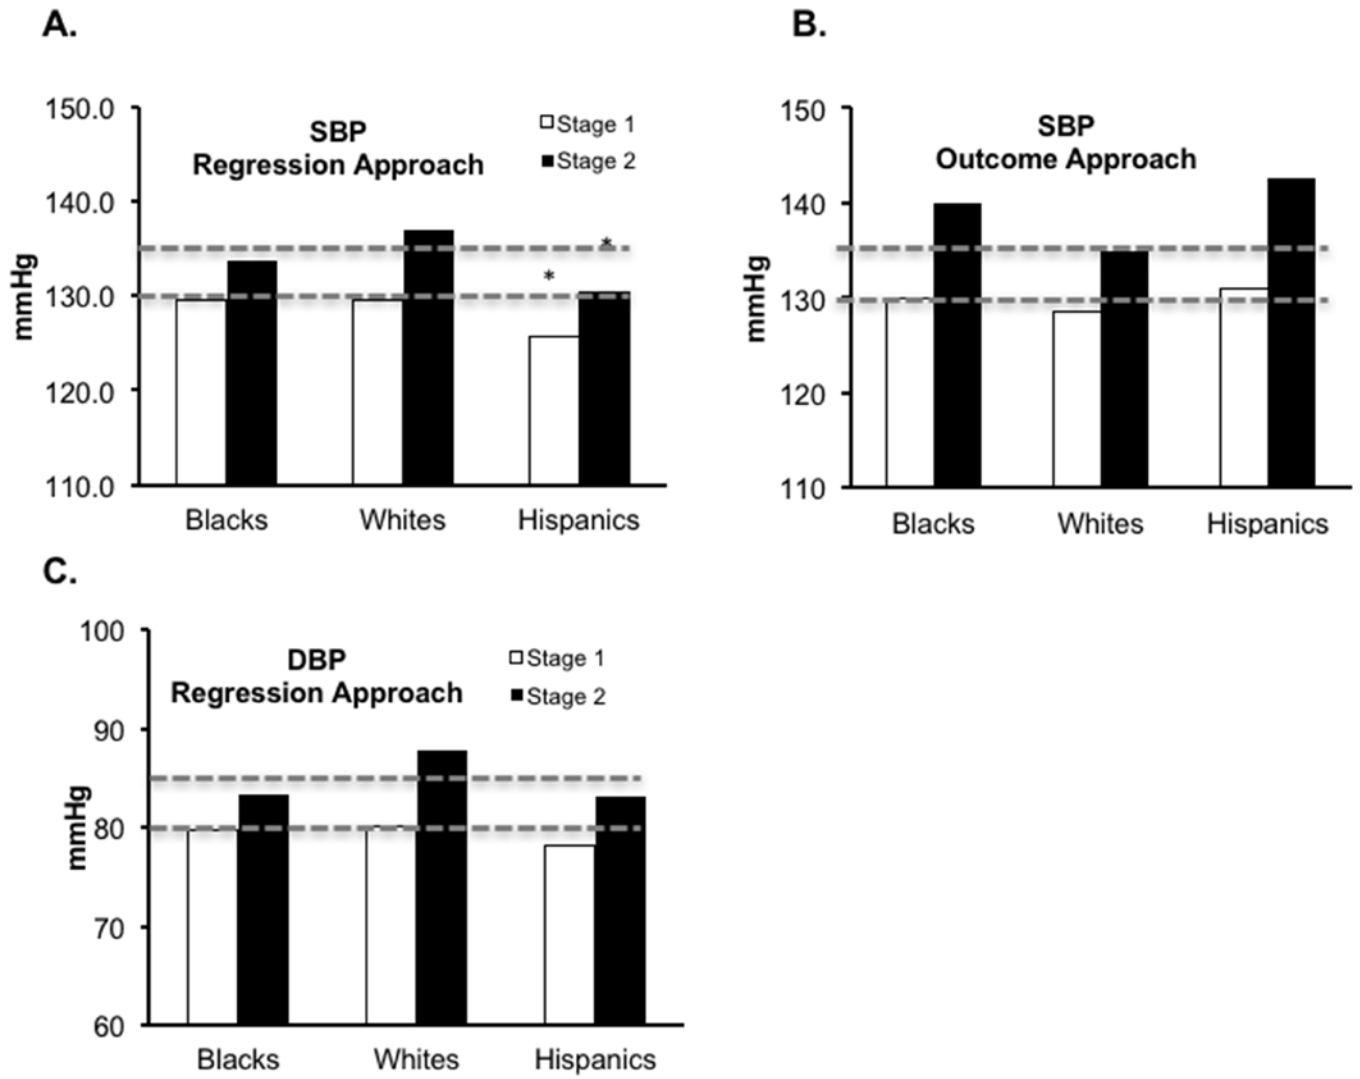 A.
150.0
140.0
130.0
120.0
110.0
mmHg
SBP
Regression Approach
Stage 1
Stage 2
*
*
Blacks
Whites
Hispanics
B.
150
140
130
120
110
mmHg
SBP
Outcome Approach
Blacks
Whites
Hispanics
C.
100
90
80
70
60
mmHg
DBP
Regression Approach
Stage 1
Stage 2
Blacks
Whites
Hispanics